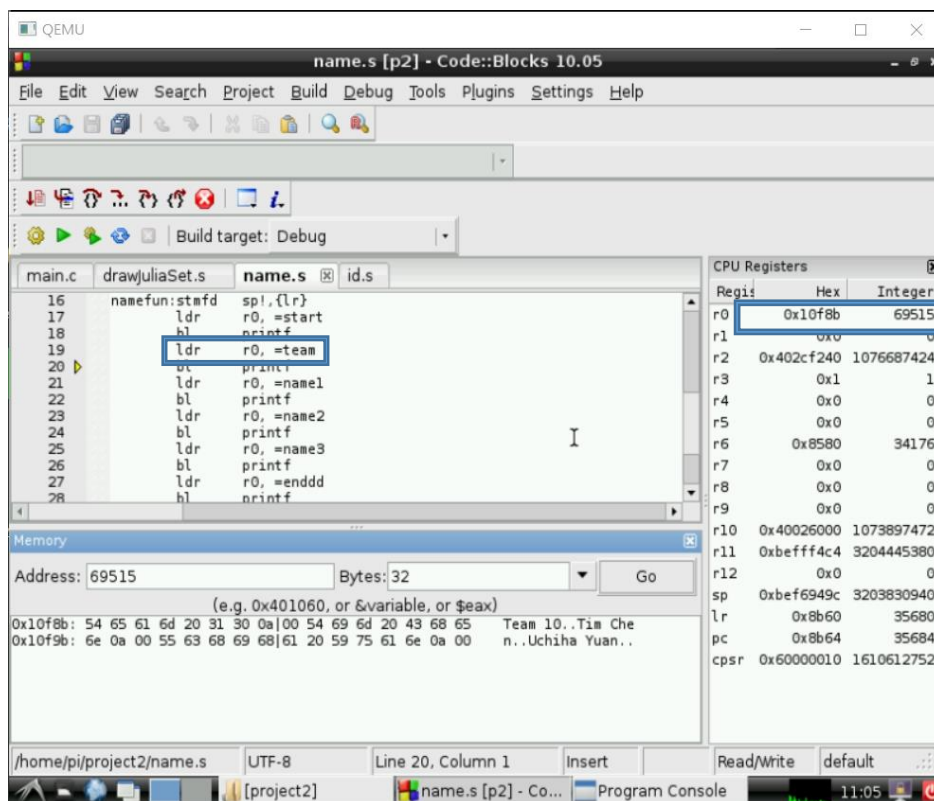 QEMU
name.s [p2] - Code::Blocks 10.05
File Edit View Search Project Build Debug Tools Plugins Settings Help
Build target: Debug
main.c drawJuliaSet.s name.s id.s
16 namefun:stmfd sp!,{lr}
17 ldr r0, =start
18 bl printf
19 ldr r0, =team
20 bl printf
21 ldr r0, =name1
22 bl printf
23 ldr r0, =name2
24 bl printf
25 ldr r0, =name3
26 bl printf
27 ldr r0, =enddd
28 bl printf
CPU Registers
Regis Hex Integer
r0 0x10f8b 69515
r1 0x0 0
r2 0x402cf240 1076687424
r3 0x1 1
r4 0x0 0
r5 0x0 0
r6 0x8580 34176
r7 0x0 0
r8 0x0 0
r9 0x0 0
r10 0x40026000 1073897472
r11 0xbefff4c4 3204445380
r12 0x0 0
sp 0xbef6949c 3203830940
lr 0x8b60 35680
pc 0x8b64 35684
cpsr 0x60000010 1610612752
Memory
Address: 69515 Bytes: 32 Go
(e.g. 0x401060, or &variable, or $eax)
0x10f8b: 54 65 61 6d 20 31 30 0a|00 54 69 6d 20 43 68 65 Team 10..Tim Che
0x10f9b: 6e 0a 00 55 63 68 69 68|61 20 59 75 61 6e 0a 00 n..Uchiha Yuan..
/home/pi/project2/name.s UTF-8 Line 20, Column 1 Insert Read/Write default
[project2] name.s [p2] - Co... Program Console 11:05